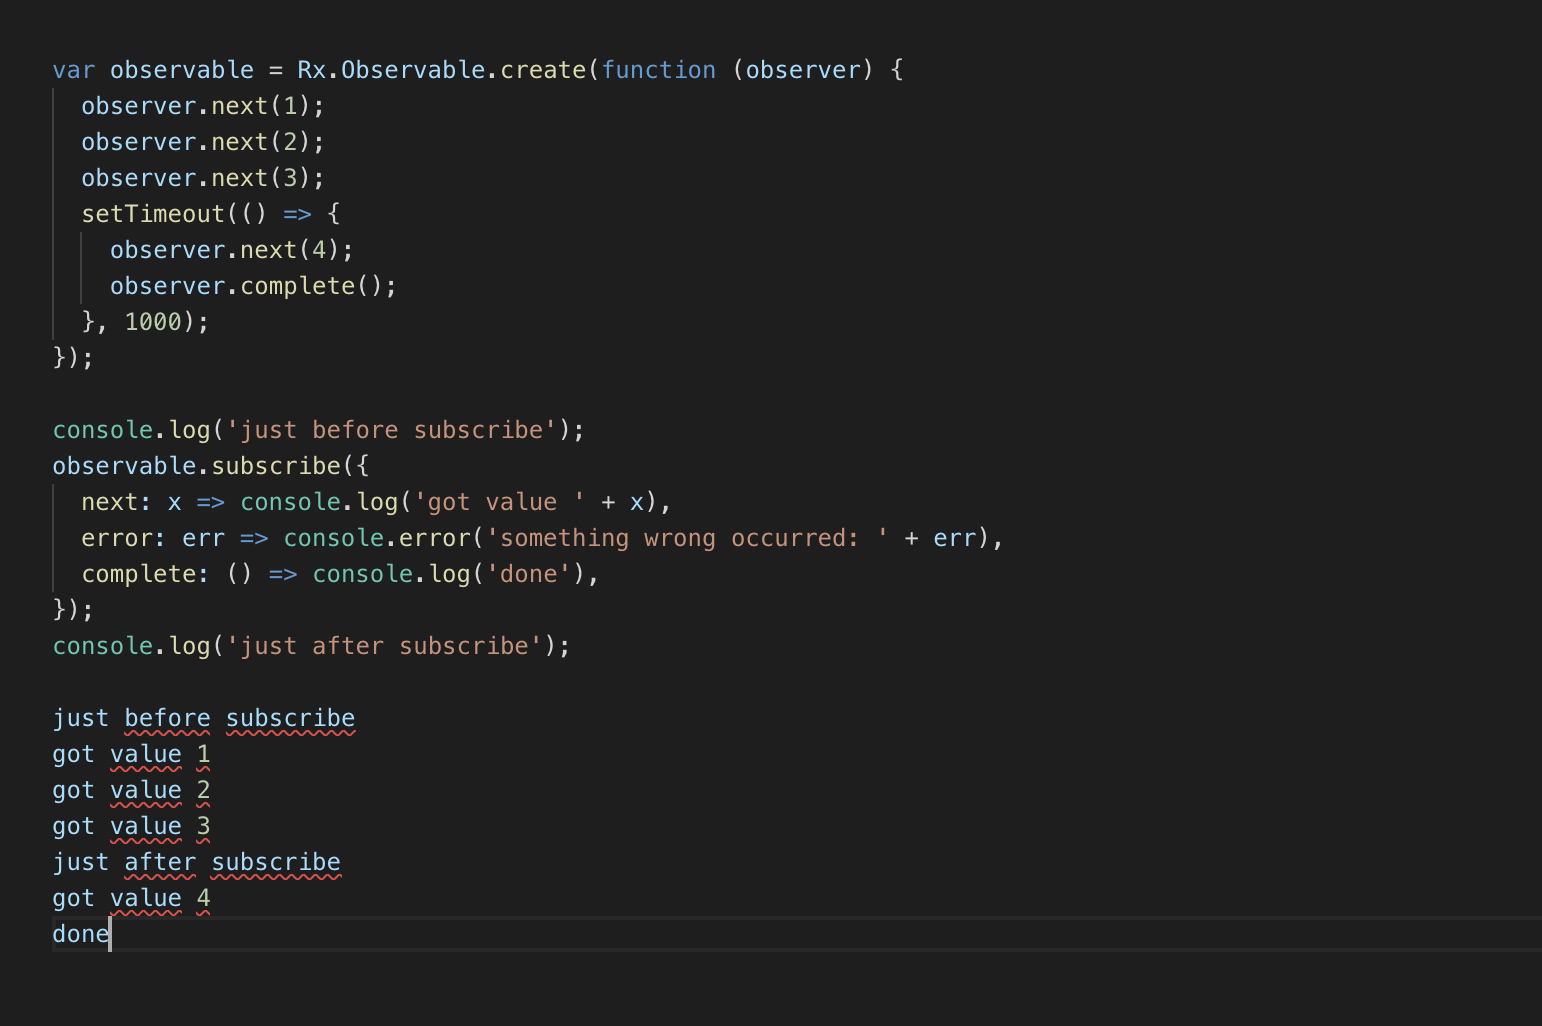 var observable = Rx.Observable.create(function (observer) {
  observer.next(1);
  observer.next(2);
  observer.next(3);
  setTimeout(() => {
    observer.next(4);
    observer.complete();
  }, 1000);
});

console.log('just before subscribe');
observable.subscribe({
  next: x => console.log('got value ' + x),
  error: err => console.error('something wrong occurred: ' + err),
  complete: () => console.log('done'),
});
console.log('just after subscribe');

just before subscribe
got value 1
got value 2
got value 3
just after subscribe
got value 4
done